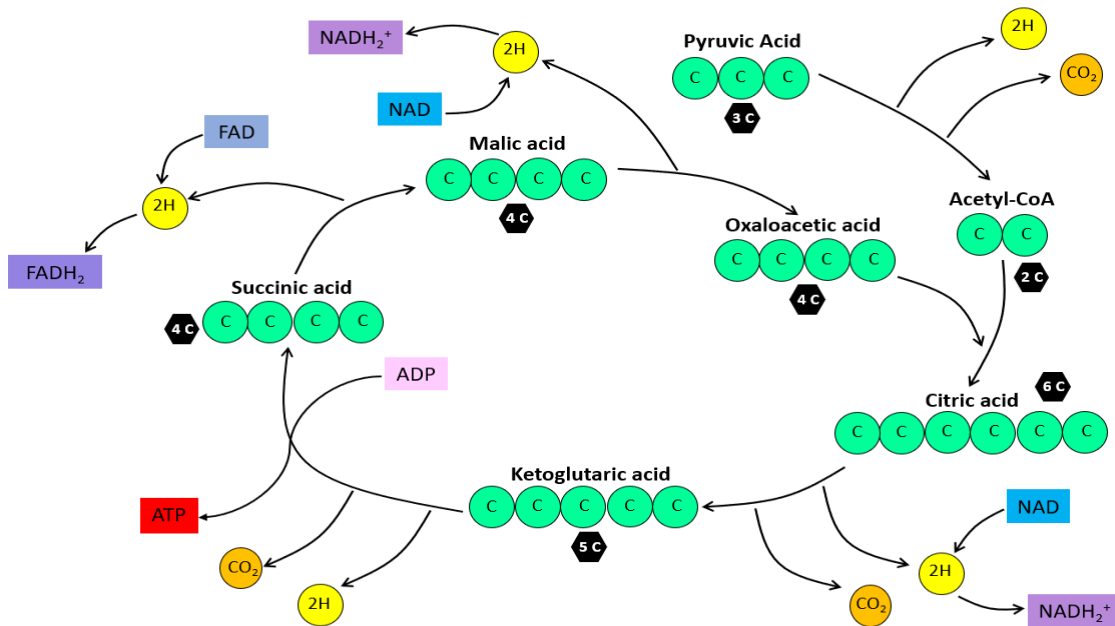 NADH₂⁺
2H
Pyruvic Acid
2H
C C C
CO₂
3 C
NAD
FAD
Malic acid
C C C C
4 C
2H
Acetyl-CoA
C C
2 C
Oxaloacetic acid
C C C C
4 C
FADH₂
Succinic acid
4 C
C C C C
ADP
6 C
Citric acid
C C C C C C
Ketoglutaric acid
C C C C C
5 C
ATP
NAD
CO₂
2H
2H
CO₂
NADH₂⁺